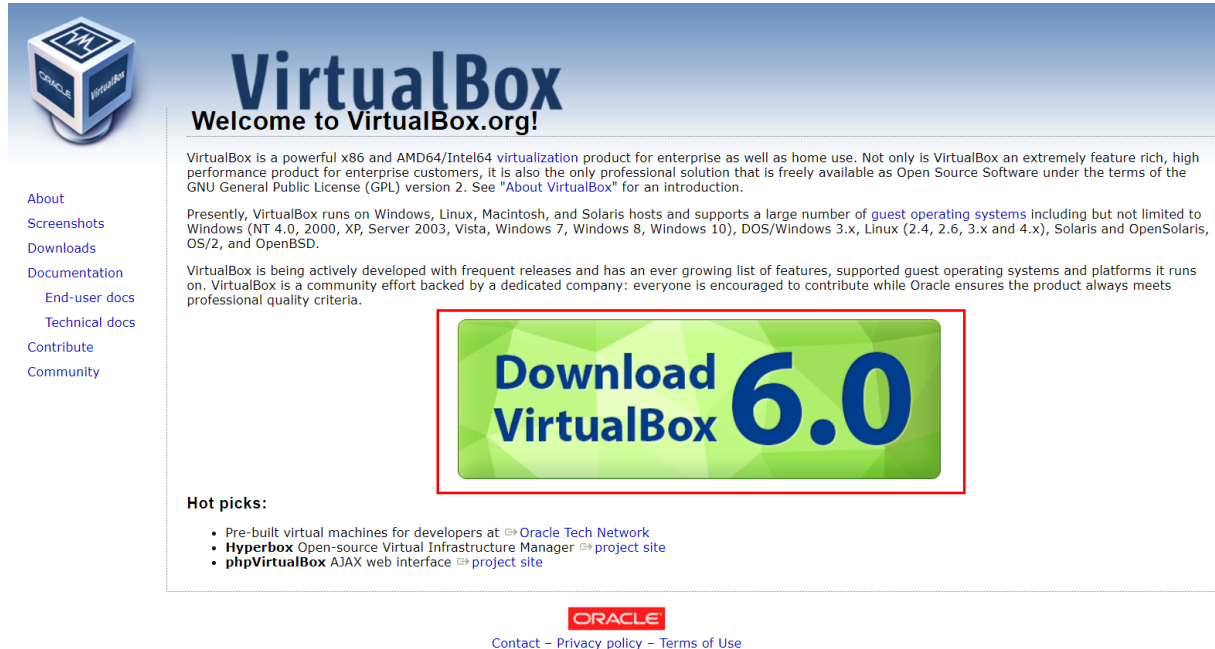 ORACLE
VirtualBox
VirtualBox
Welcome to VirtualBox.org!
VirtualBox is a powerful x86 and AMD64/Intel64 virtualization product for enterprise as well as home use. Not only is VirtualBox an extremely feature rich, high
performance product for enterprise customers, it is also the only professional solution that is freely available as Open Source Software under the terms of the
GNU General Public License (GPL) version 2. See "About VirtualBox" for an introduction.
Presently, VirtualBox runs on Windows, Linux, Macintosh, and Solaris hosts and supports a large number of guest operating systems including but not limited to
Windows (NT 4.0, 2000, XP, Server 2003, Vista, Windows 7, Windows 8, Windows 10), DOS/Windows 3.x, Linux (2.4, 2.6, 3.x and 4.x), Solaris and OpenSolaris,
OS/2, and OpenBSD.
VirtualBox is being actively developed with frequent releases and has an ever growing list of features, supported guest operating systems and platforms it runs
on. VirtualBox is a community effort backed by a dedicated company: everyone is encouraged to contribute while Oracle ensures the product always meets
professional quality criteria.
About
Screenshots
Downloads
Documentation
End-user docs
Technical docs
Contribute
Community
Download
VirtualBox
6.0
Hot picks:
• Pre-built virtual machines for developers at Oracle Tech Network
• Hyperbox Open-source Virtual Infrastructure Manager project site
• phpVirtualBox AJAX web interface project site
ORACLE
Contact – Privacy policy – Terms of Use